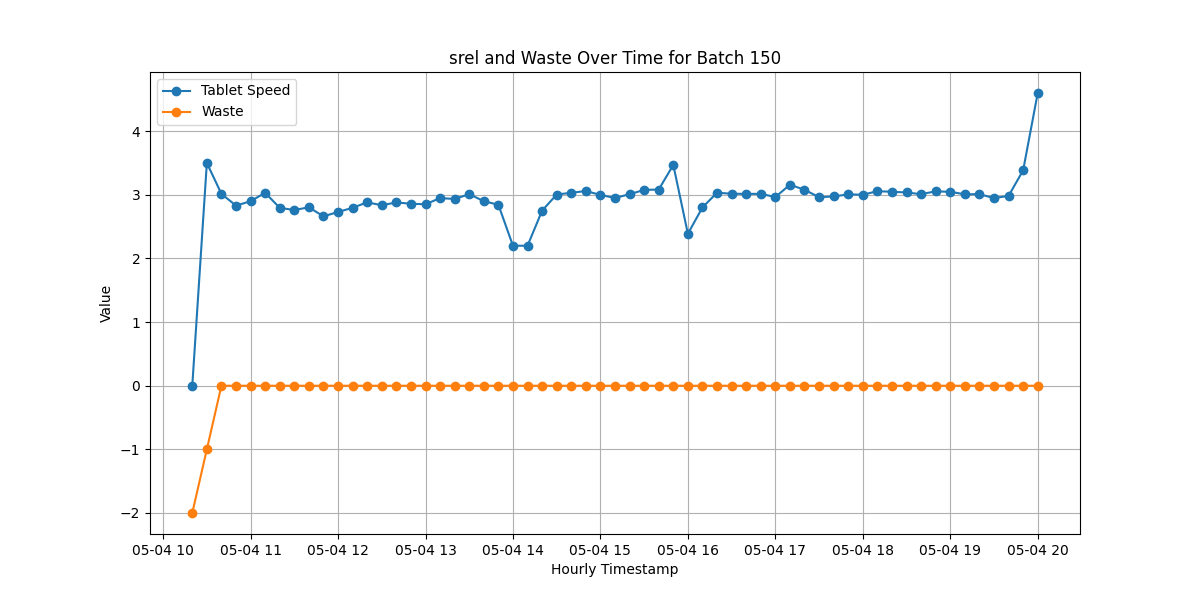 srel and Waste Over Time for Batch 150
Tablet Speed
Waste
Value
4
3
2
1
0
−1
−2
05-04 10 05-04 11 05-04 12 05-04 13 05-04 14 05-04 15 05-04 16 05-04 17 05-04 18 05-04 19 05-04 20
Hourly Timestamp